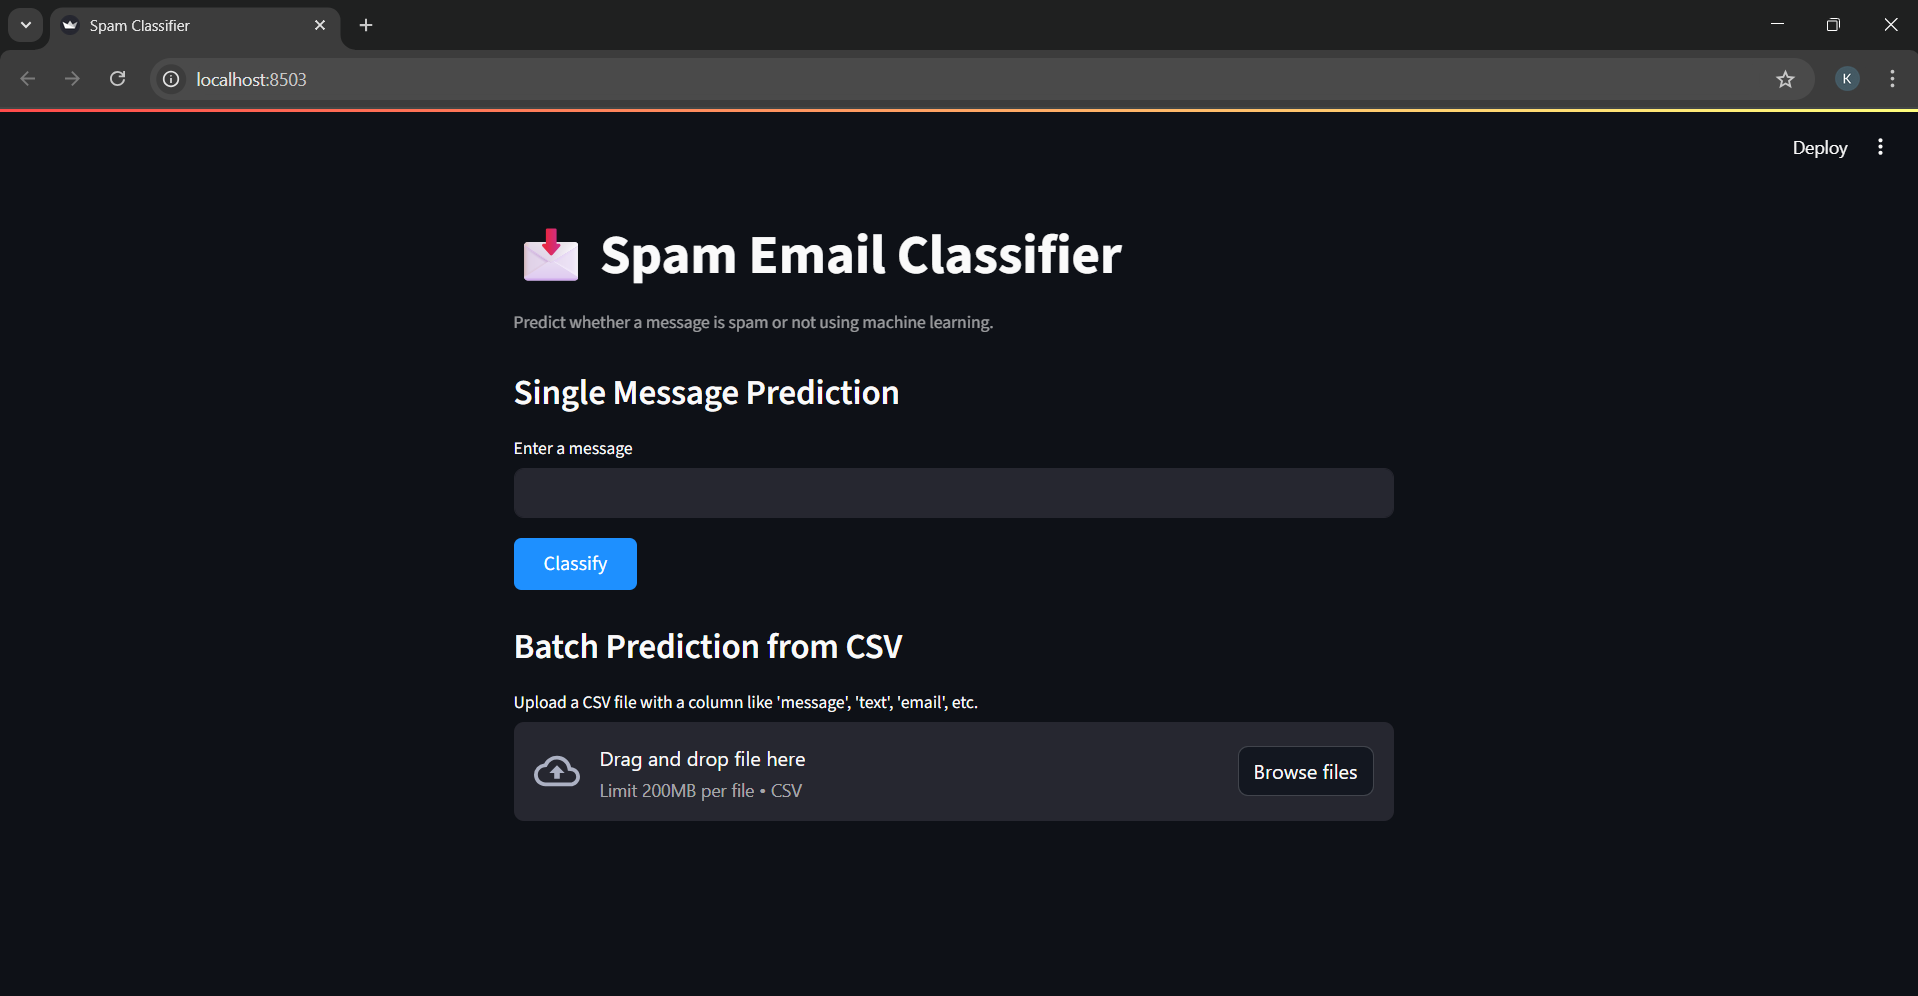 Spam Classifier
localhost:8503
K
Deploy
Spam Email Classifier
Predict whether a message is spam or not using machine learning.
Single Message Prediction
Enter a message
Classify
Batch Prediction from CSV
Upload a CSV file with a column like 'message', 'text', 'email', etc.
Drag and drop file here
Limit 200MB per file • CSV
Browse files